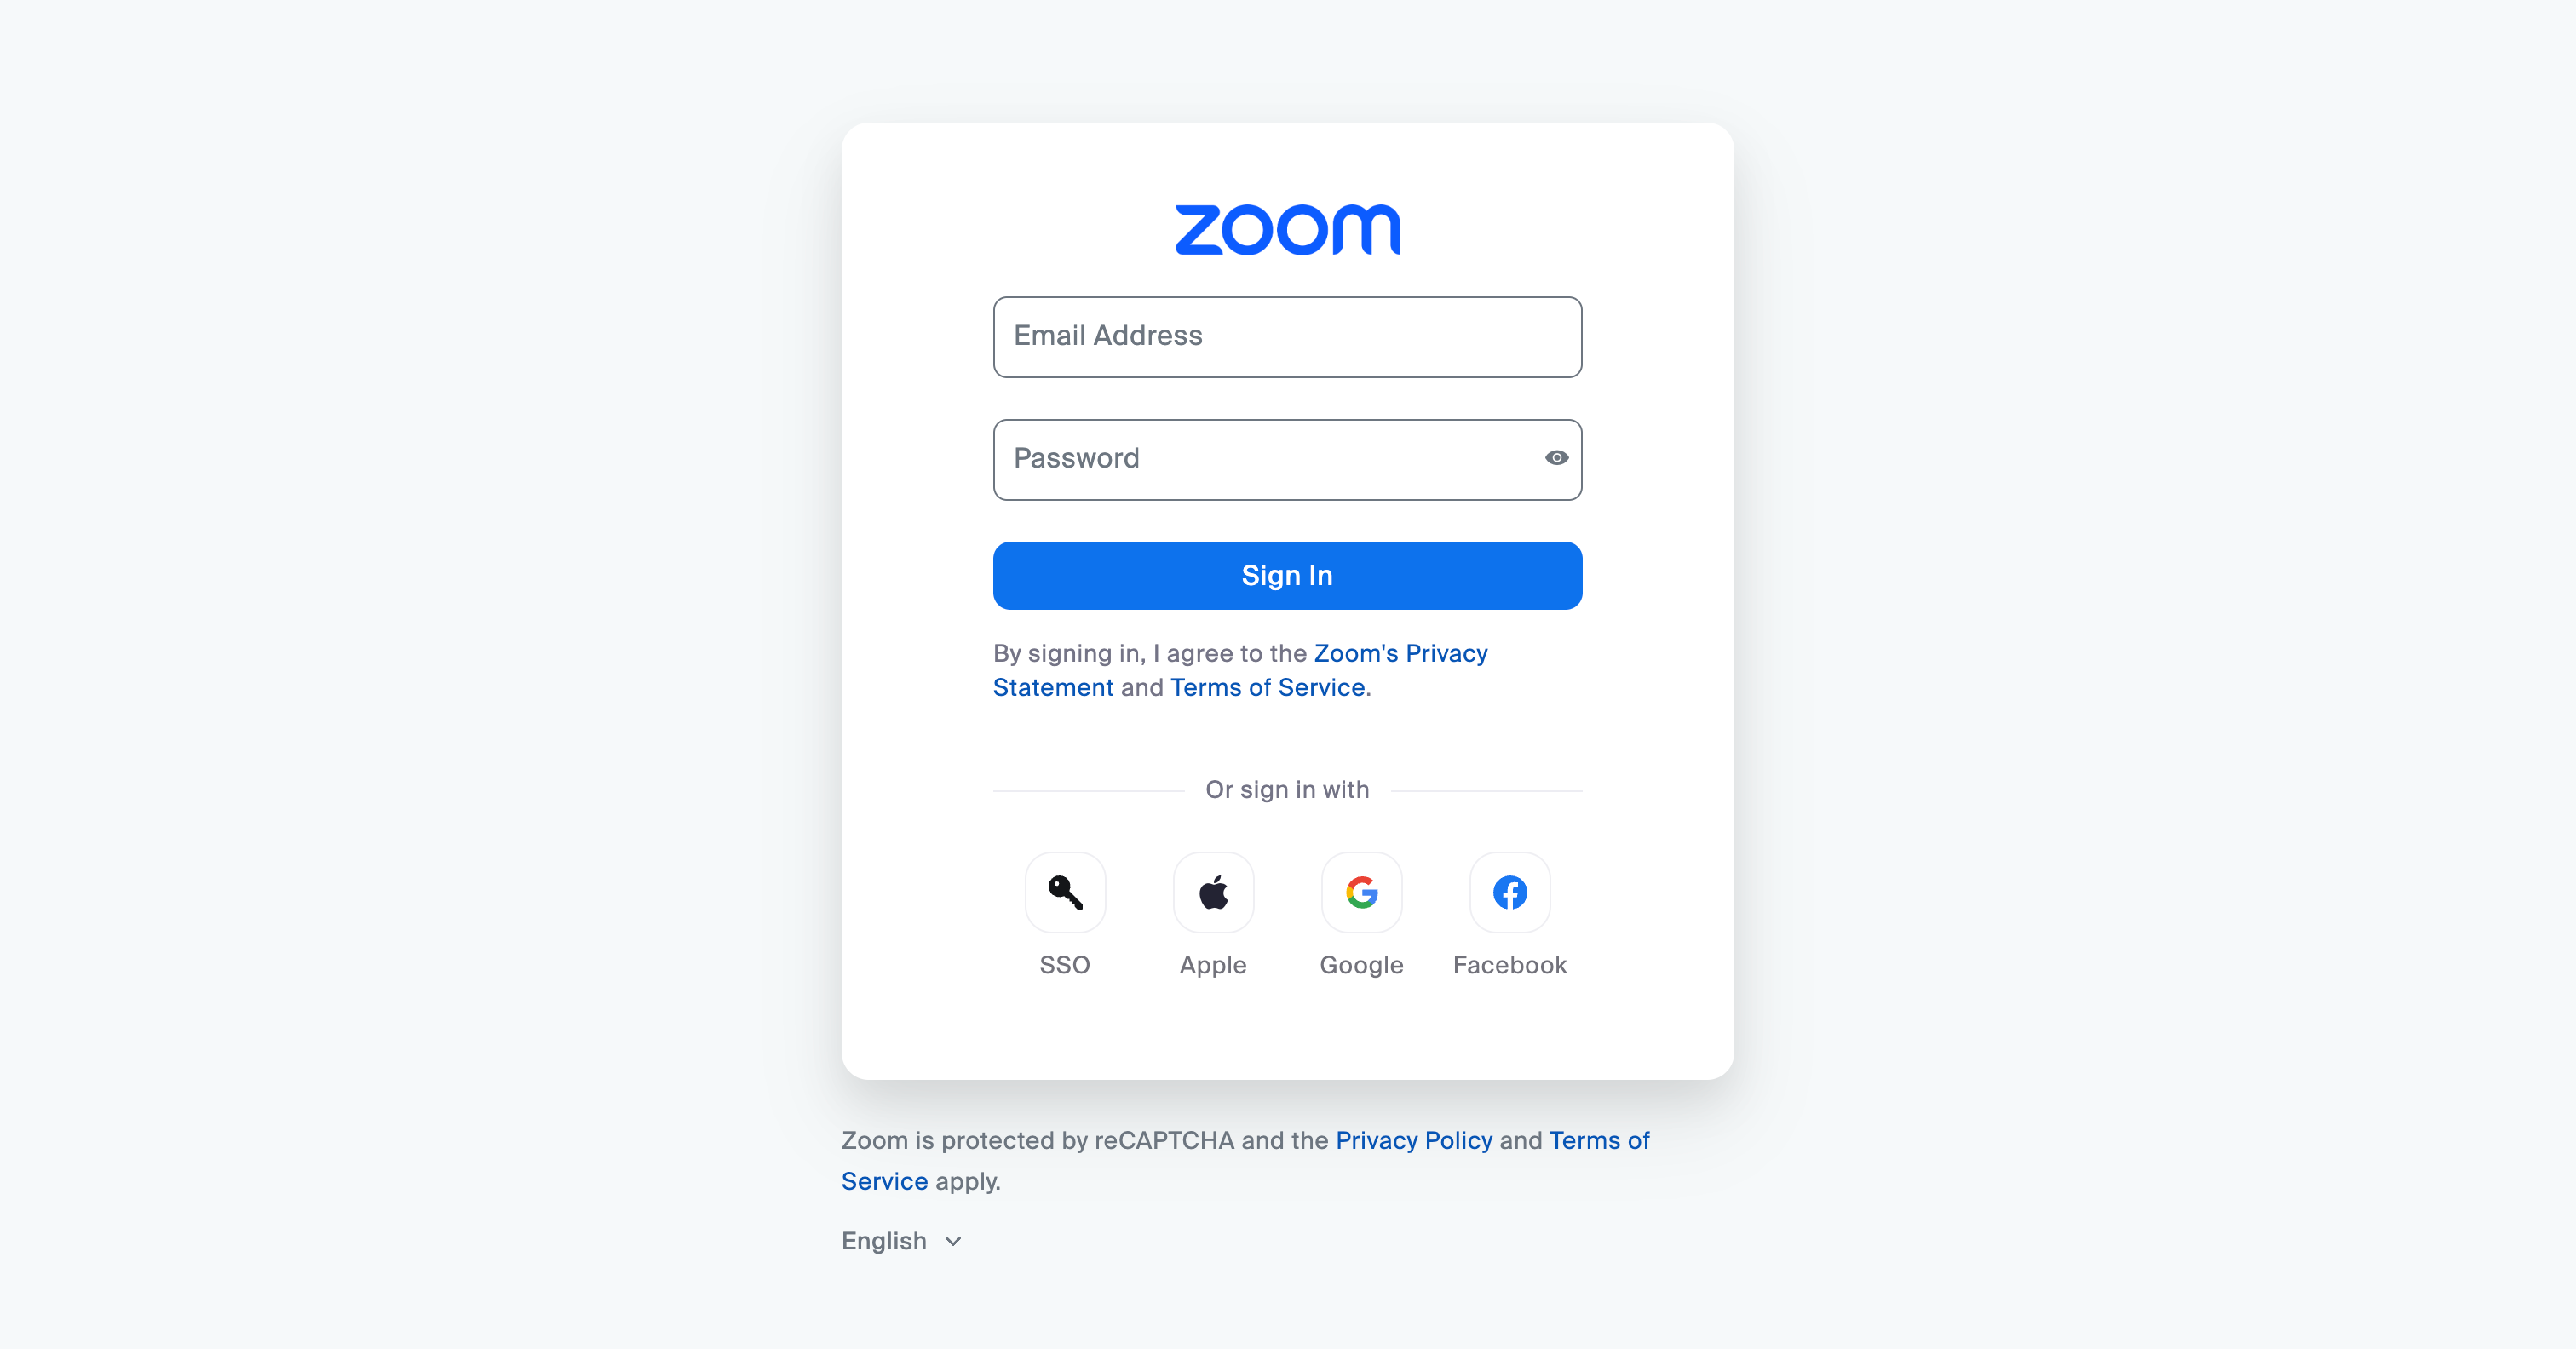 zoom
Email Address
Password
Sign In
By signing in, I agree to the Zoom's Privacy
Statement and Terms of Service.
Or sign in with
SSO Apple Google Facebook
Zoom is protected by reCAPTCHA and the Privacy Policy and Terms of
Service apply.
English